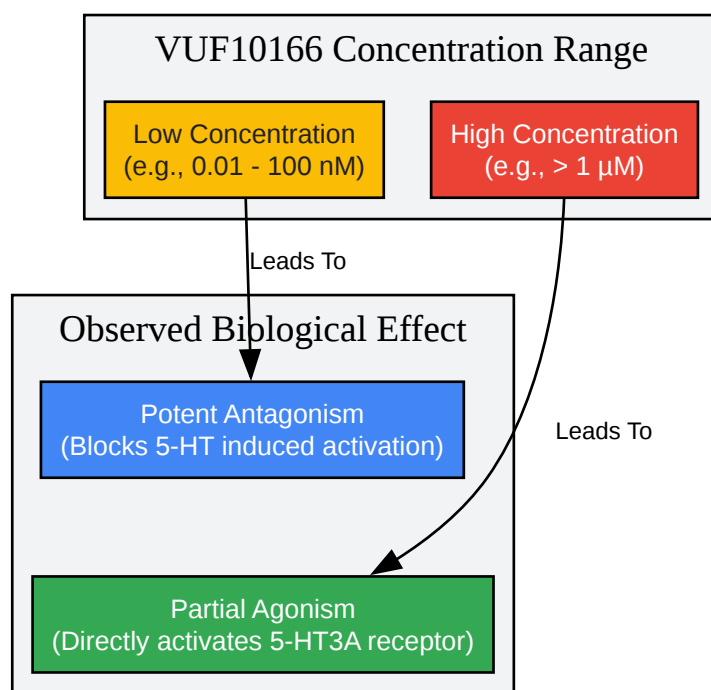 VUF10166 Concentration Range
Low Concentration
(e.g., 0.01 - 100 nM)
High Concentration
(e.g., > 1 µM)
Leads To
Observed Biological Effect
Potent Antagonism
(Blocks 5-HT induced activation)
Leads To
Partial Agonism
(Directly activates 5-HT3A receptor)